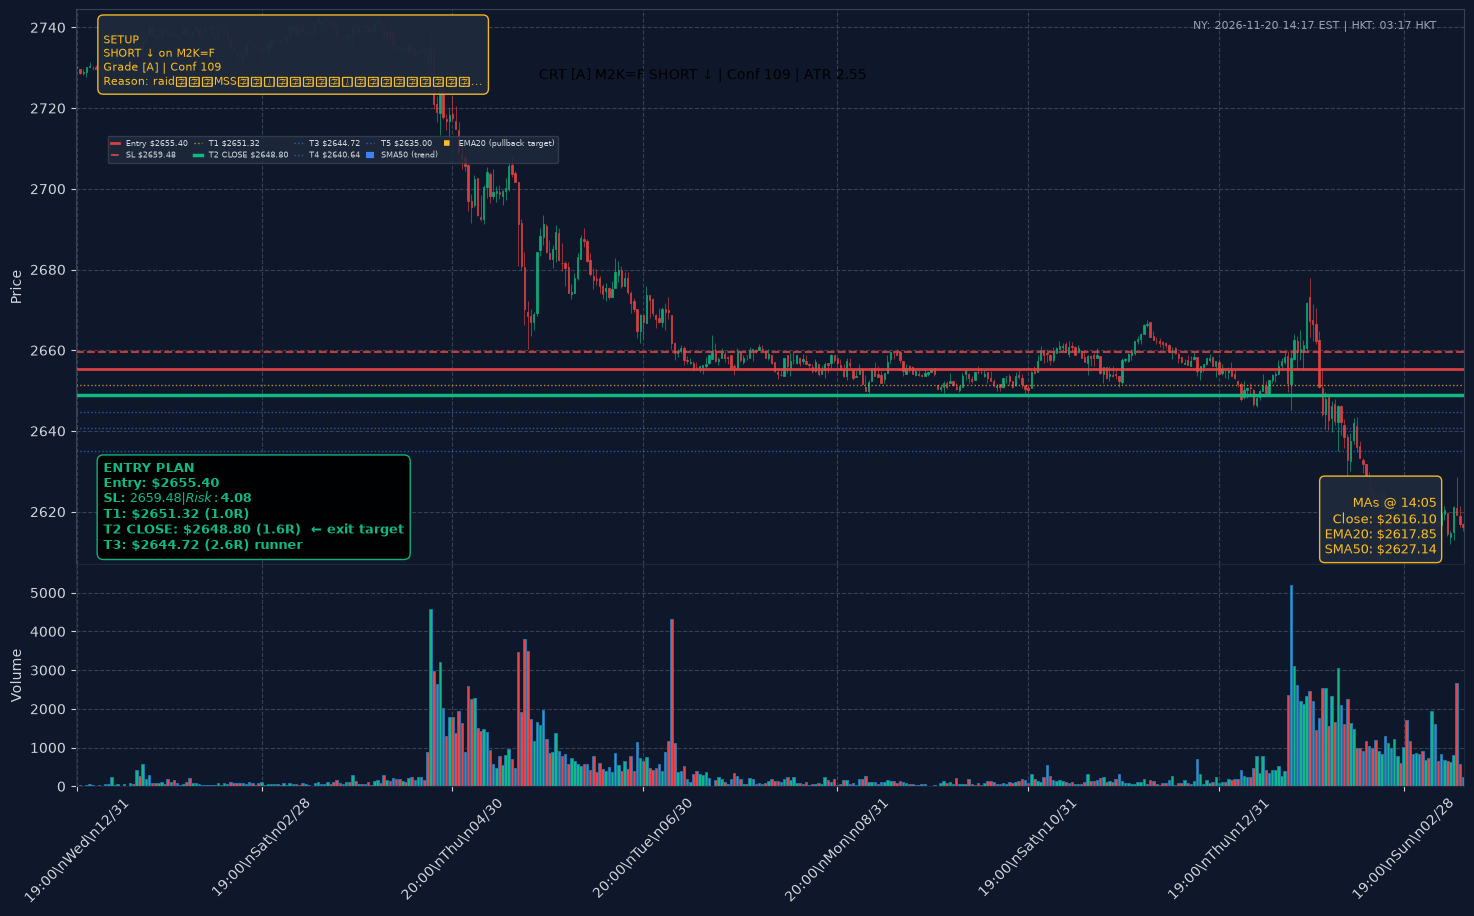 NY: 2026-11-20 14:17 EST | HKT: 03:17 HKT
SETUP
SHORT ↓ on M2K=F
Grade [A] | Conf 109
Reason: raid MSS ...
CRT [A] M2K=F SHORT ↓ | Conf 109 | ATR 2.55
Entry $2655.40
SL $2659.48
T1 $2651.32
T2 CLOSE $2648.80
T3 $2644.72
T4 $2640.64
T5 $2635.00
SMA50 (trend)
EMA20 (pullback target)
Price
2740
2720
2700
2680
2660
2640
2620
ENTRY PLAN
Entry: $2655.40
SL: 2659.48|Risk:4.08
T1: $2651.32 (1.0R)
T2 CLOSE: $2648.80 (1.6R) ← exit target
T3: $2644.72 (2.6R) runner
MAs @ 14:05
Close: $2616.10
EMA20: $2617.85
SMA50: $2627.14
Volume
5000
4000
3000
2000
1000
0
19:00\nWed\n12/31
19:00\nSat\n02/28
20:00\nThu\n04/30
20:00\nTue\n06/30
20:00\nMon\n08/31
19:00\nSat\n10/31
19:00\nThu\n12/31
19:00\nSun\n02/28